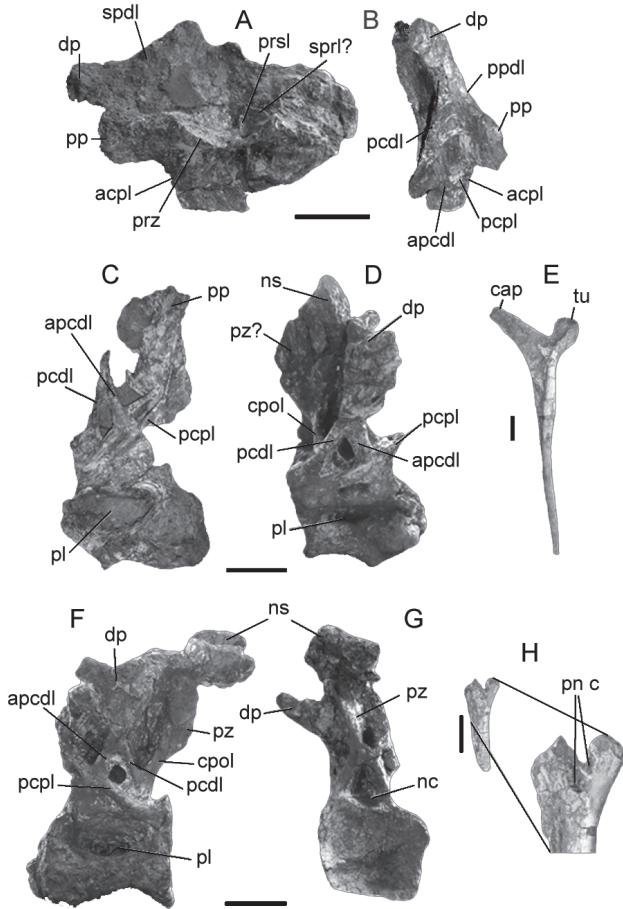 A
spdl
dp
prsl
sprl?
pp
acpl
prz
B
dp
ppdl
pcdl
pp
acpl
pcpl
apcdl
C
pp
apcdl
pcdl
pcpl
pl
D
ns
dp
pz?
cpol
pcdl
pcpl
apcdl
pl
E
cap
tu
F
ns
dp
apcdl
pz
cpol
pcpl
pcdl
pl
G
dp
pz
nc
H
pn c